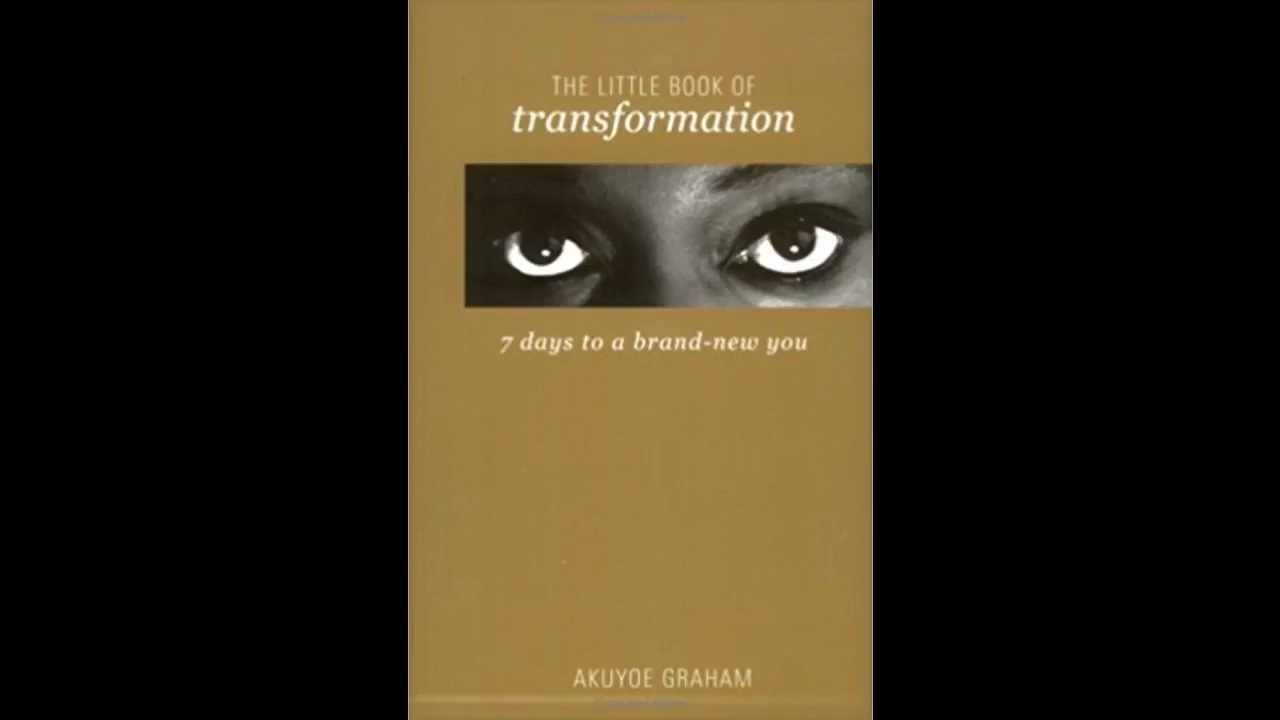 THE LITTLE BOOK OF
transformation
7 days to a brand-new you
AKUYOE GRAHAM